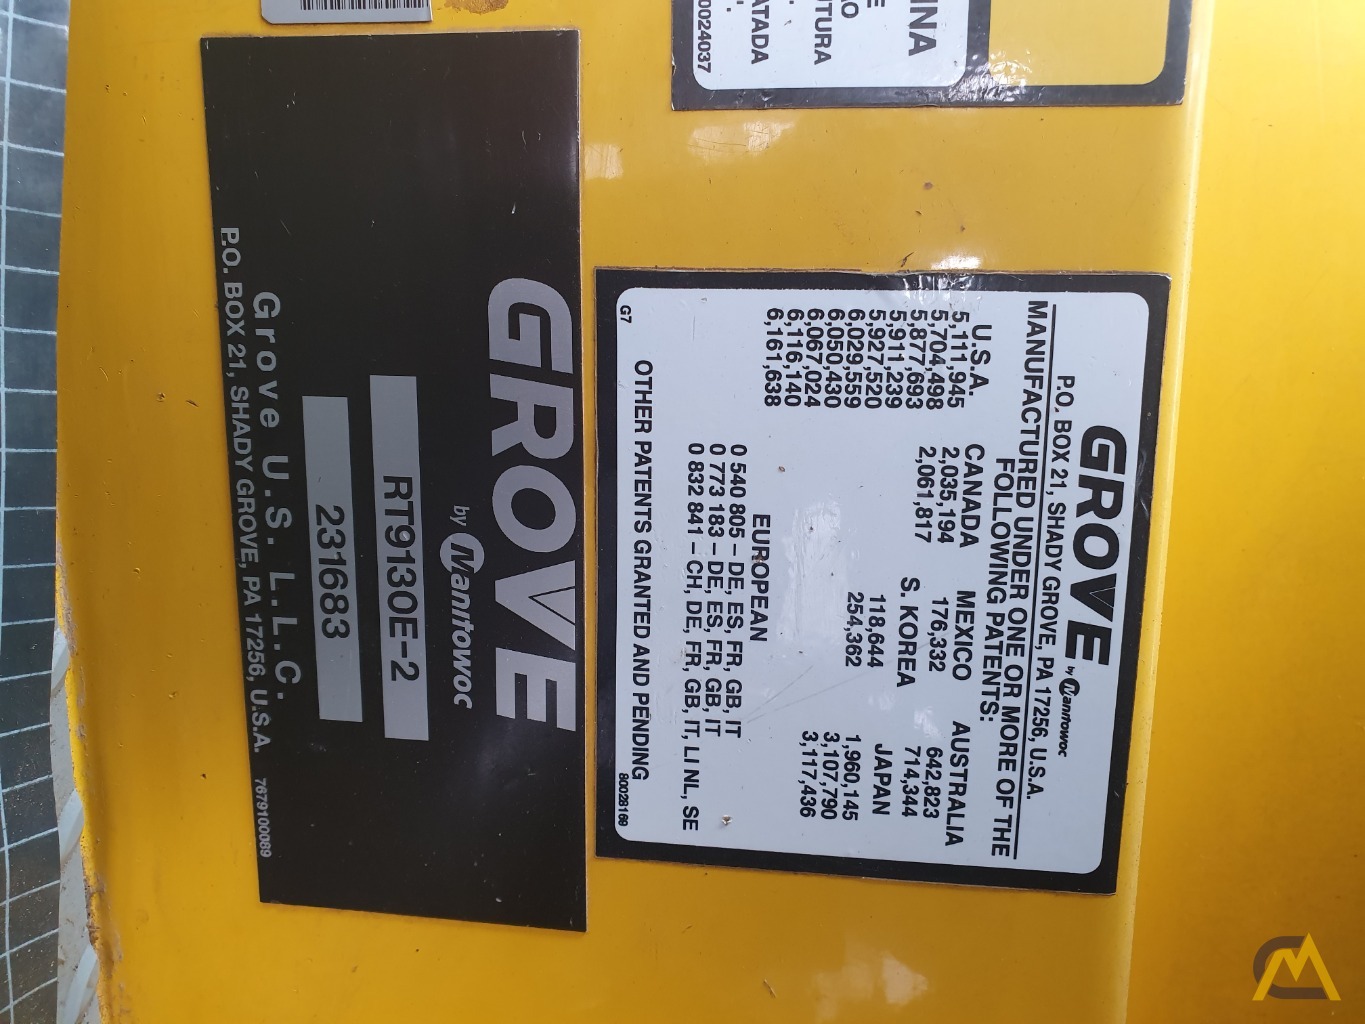 GROVE
by Manitowoc
RT9130E-2
231683
Grove U.S. L.L.C.
P.O. BOX 21, SHADY GROVE, PA 17256, U.S.A.
7679100089
INA
TURA
ATADA
0024037
GROVE
by Manitowoc
P.O. BOX 21, SHADY GROVE, PA 17256, U.S.A.
MANUFACTURED UNDER ONE OR MORE OF THE
FOLLOWING PATENTS:
U.S.A. CANADA MEXICO AUSTRALIA
5,111,945 2,035,194 176,332 642,823
5,704,498 2,061,817 714,344
5,877,693 S. KOREA
5,911,239 118,644 JAPAN
5,927,520 254,362 1,960,145
6,029,559 3,107,790
6,050,430 3,117,436
6,067,024
6,116,140
6,161,638
EUROPEAN
0 540 805 – DE, ES, FR, GB, IT
0 773 183 – DE, ES, FR, GB, IT
0 832 841 – CH, DE, FR, GB, IT, LI NL, SE
OTHER PATENTS GRANTED AND PENDING
G7 80028169